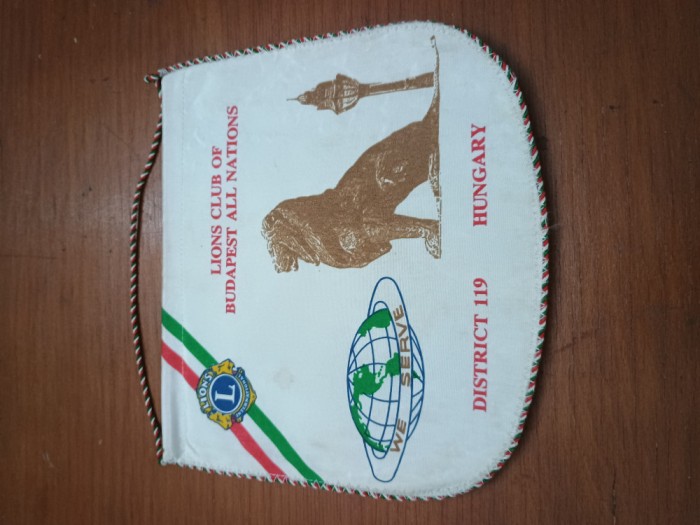 LIONS CLUB OF
BUDAPEST ALL NATIONS
LIONS
L
WE SERVE
DISTRICT 119 HUNGARY